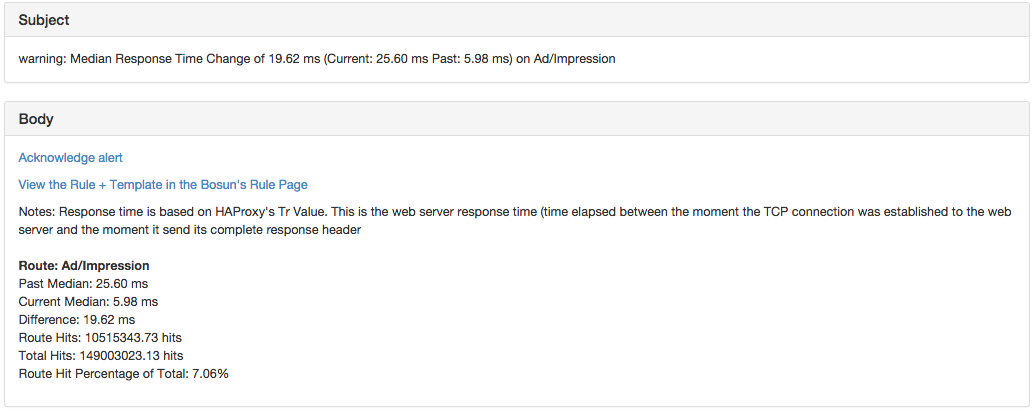 Subject
warning: Median Response Time Change of 19.62 ms (Current: 25.60 ms Past: 5.98 ms) on Ad/Impression
Body
Acknowledge alert
View the Rule + Template in the Bosun's Rule Page
Notes: Response time is based on HAProxy's Tr Value. This is the web server response time (time elapsed between the moment the TCP connection was established to the web
server and the moment it send its complete response header
Route: Ad/Impression
Past Median: 25.60 ms
Current Median: 5.98 ms
Difference: 19.62 ms
Route Hits: 10515343.73 hits
Total Hits: 149003023.13 hits
Route Hit Percentage of Total: 7.06%